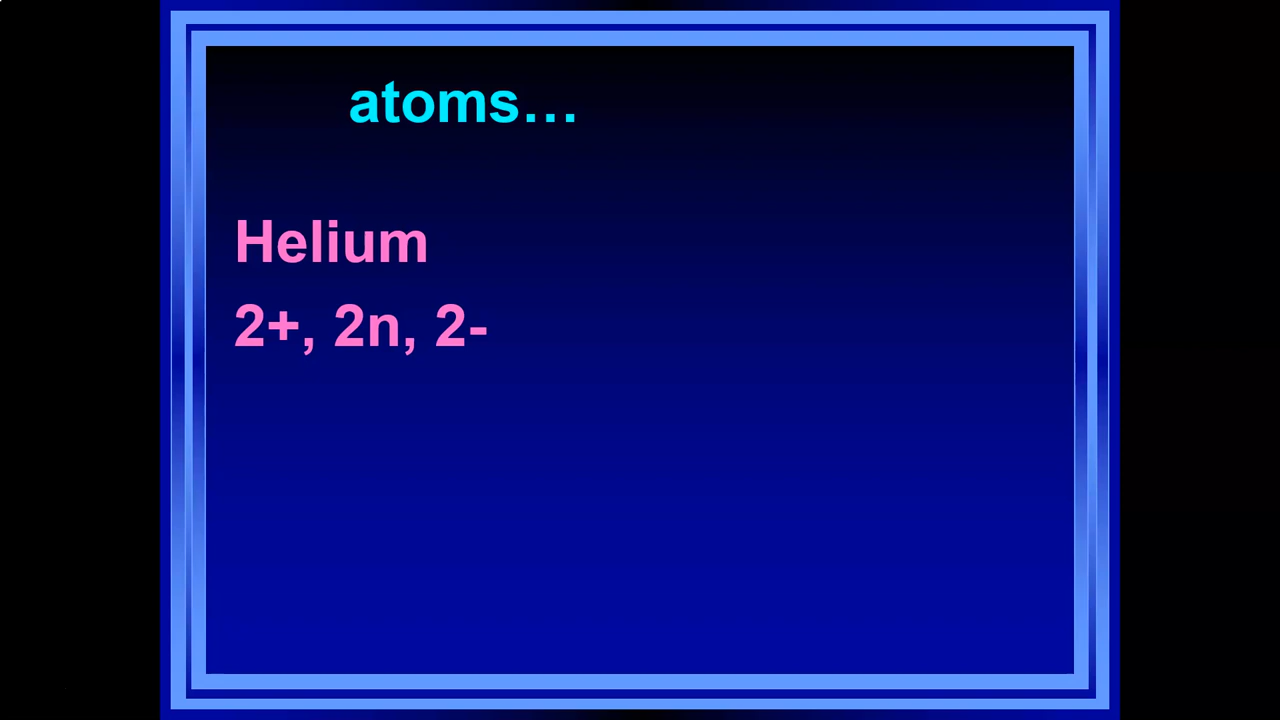 atoms…
Helium
2+, 2n, 2-